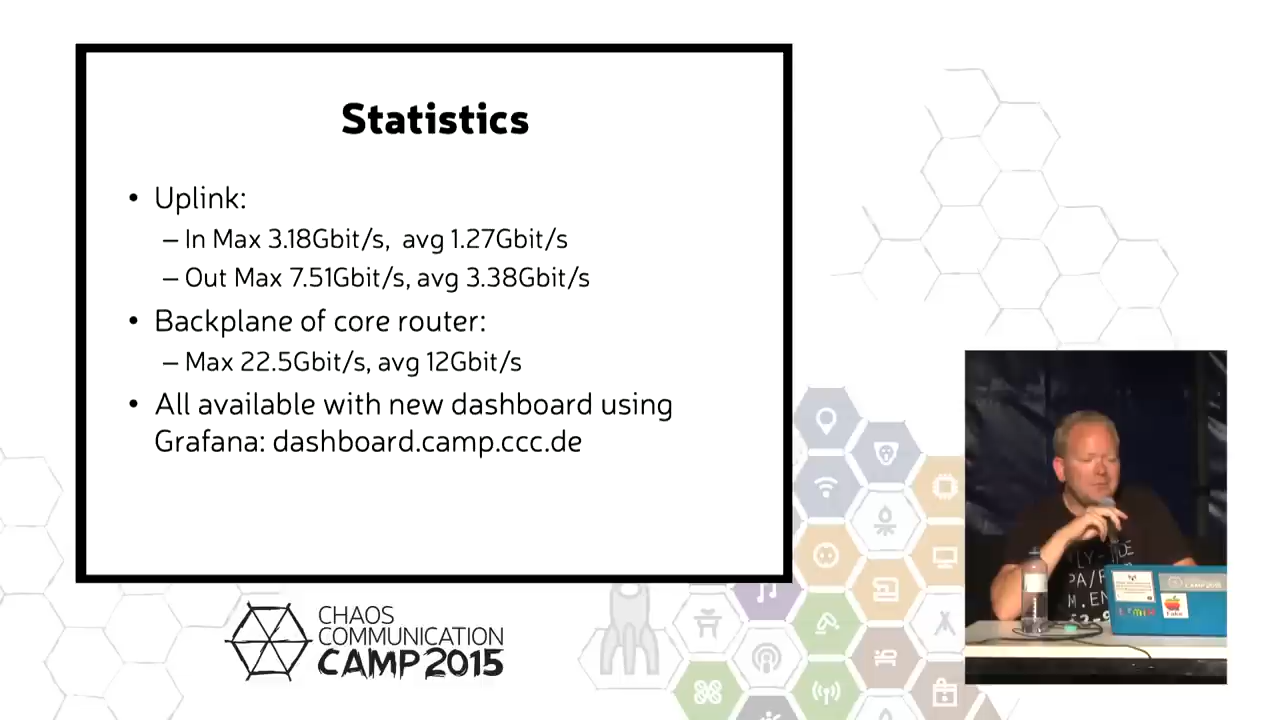 Statistics
• Uplink:
– In Max 3.18Gbit/s, avg 1.27Gbit/s
– Out Max 7.51Gbit/s, avg 3.38Gbit/s
• Backplane of core router:
– Max 22.5Gbit/s, avg 12Gbit/s
• All available with new dashboard using
Grafana: dashboard.camp.ccc.de
CHAOS
COMMUNICATION
CAMP 2015
CAMP2015
Fake